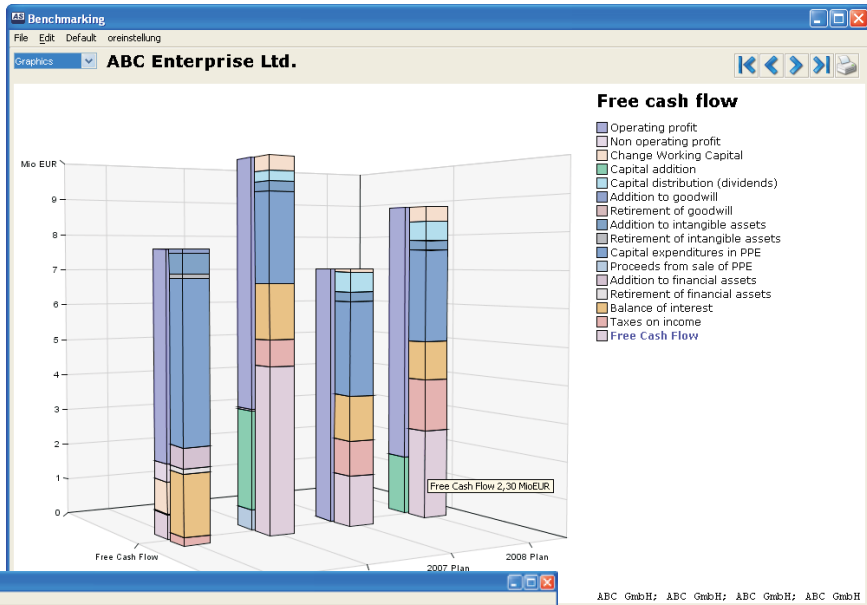 AS Benchmarking
File Edit Default oreinstellung
Graphics ABC Enterprise Ltd.
Free cash flow
Operating profit
Non operating profit
Change Working Capital
Capital addition
Capital distribution (dividends)
Addition to goodwill
Retirement of goodwill
Addition to intangible assets
Retirement of intangible assets
Capital expenditures in PPE
Proceeds from sale of PPE
Addition to financial assets
Retirement of financial assets
Balance of interest
Taxes on income
Free Cash Flow
Mio EUR
9
8
7
6
5
4
3
2
1
0
Free Cash Flow 2,30 MioEUR
Free Cash Flow
2007 Plan
2008 Plan
ABC GmbH; ABC GmbH; ABC GmbH; ABC GmbH